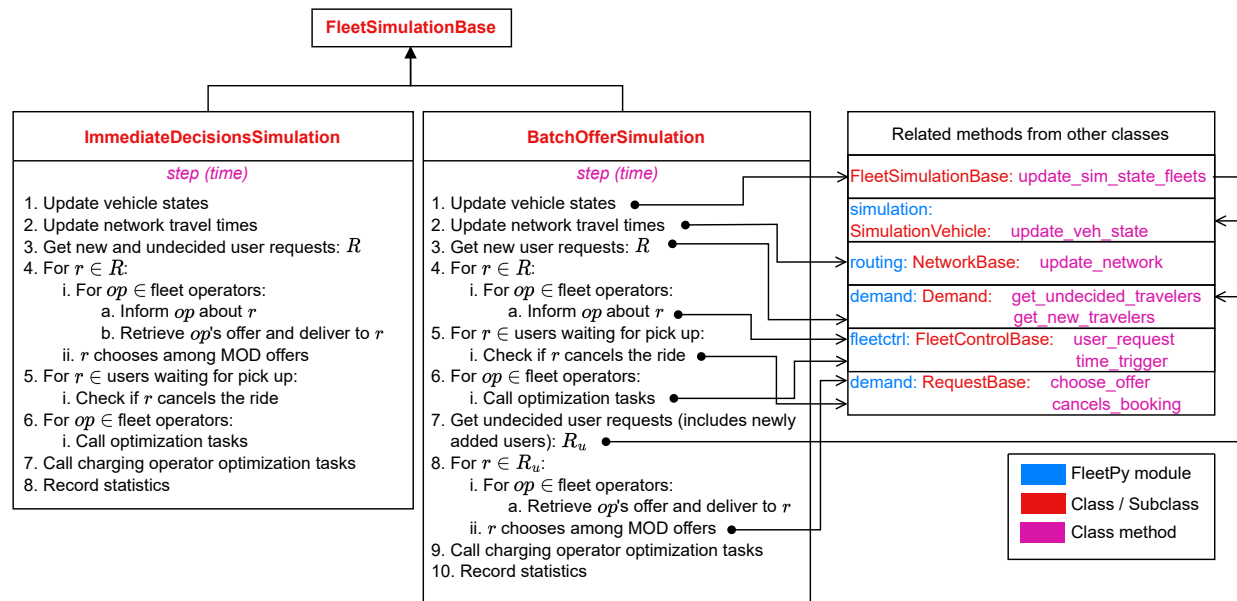 FleetSimulationBase
ImmediateDecisionsSimulation
step (time)
1. Update vehicle states
2. Update network travel times
3. Get new and undecided user requests: R
4. For r ∈ R:
i. For op ∈ fleet operators:
a. Inform op about r
b. Retrieve op's offer and deliver to r
ii. r chooses among MOD offers
5. For r ∈ users waiting for pick up:
i. Check if r cancels the ride
6. For op ∈ fleet operators:
i. Call optimization tasks
7. Call charging operator optimization tasks
8. Record statistics
BatchOfferSimulation
step (time)
1. Update vehicle states
2. Update network travel times
3. Get new user requests: R
4. For r ∈ R:
i. For op ∈ fleet operators:
a. Inform op about r
5. For r ∈ users waiting for pick up:
i. Check if r cancels the ride
6. For op ∈ fleet operators:
i. Call optimization tasks
7. Get undecided user requests (includes newly
added users): R_u
8. For r ∈ R_u:
i. For op ∈ fleet operators:
a. Retrieve op's offer and deliver to r
ii. r chooses among MOD offers
9. Call charging operator optimization tasks
10. Record statistics
Related methods from other classes
FleetSimulationBase: update_sim_state_fleets
simulation:
SimulationVehicle: update_veh_state
routing: NetworkBase: update_network
demand: Demand: get_undecided_travelers
get_new_travelers
fleetctrl: FleetControlBase: user_request
time_trigger
demand: RequestBase: choose_offer
cancels_booking
FleetPy module
Class / Subclass
Class method